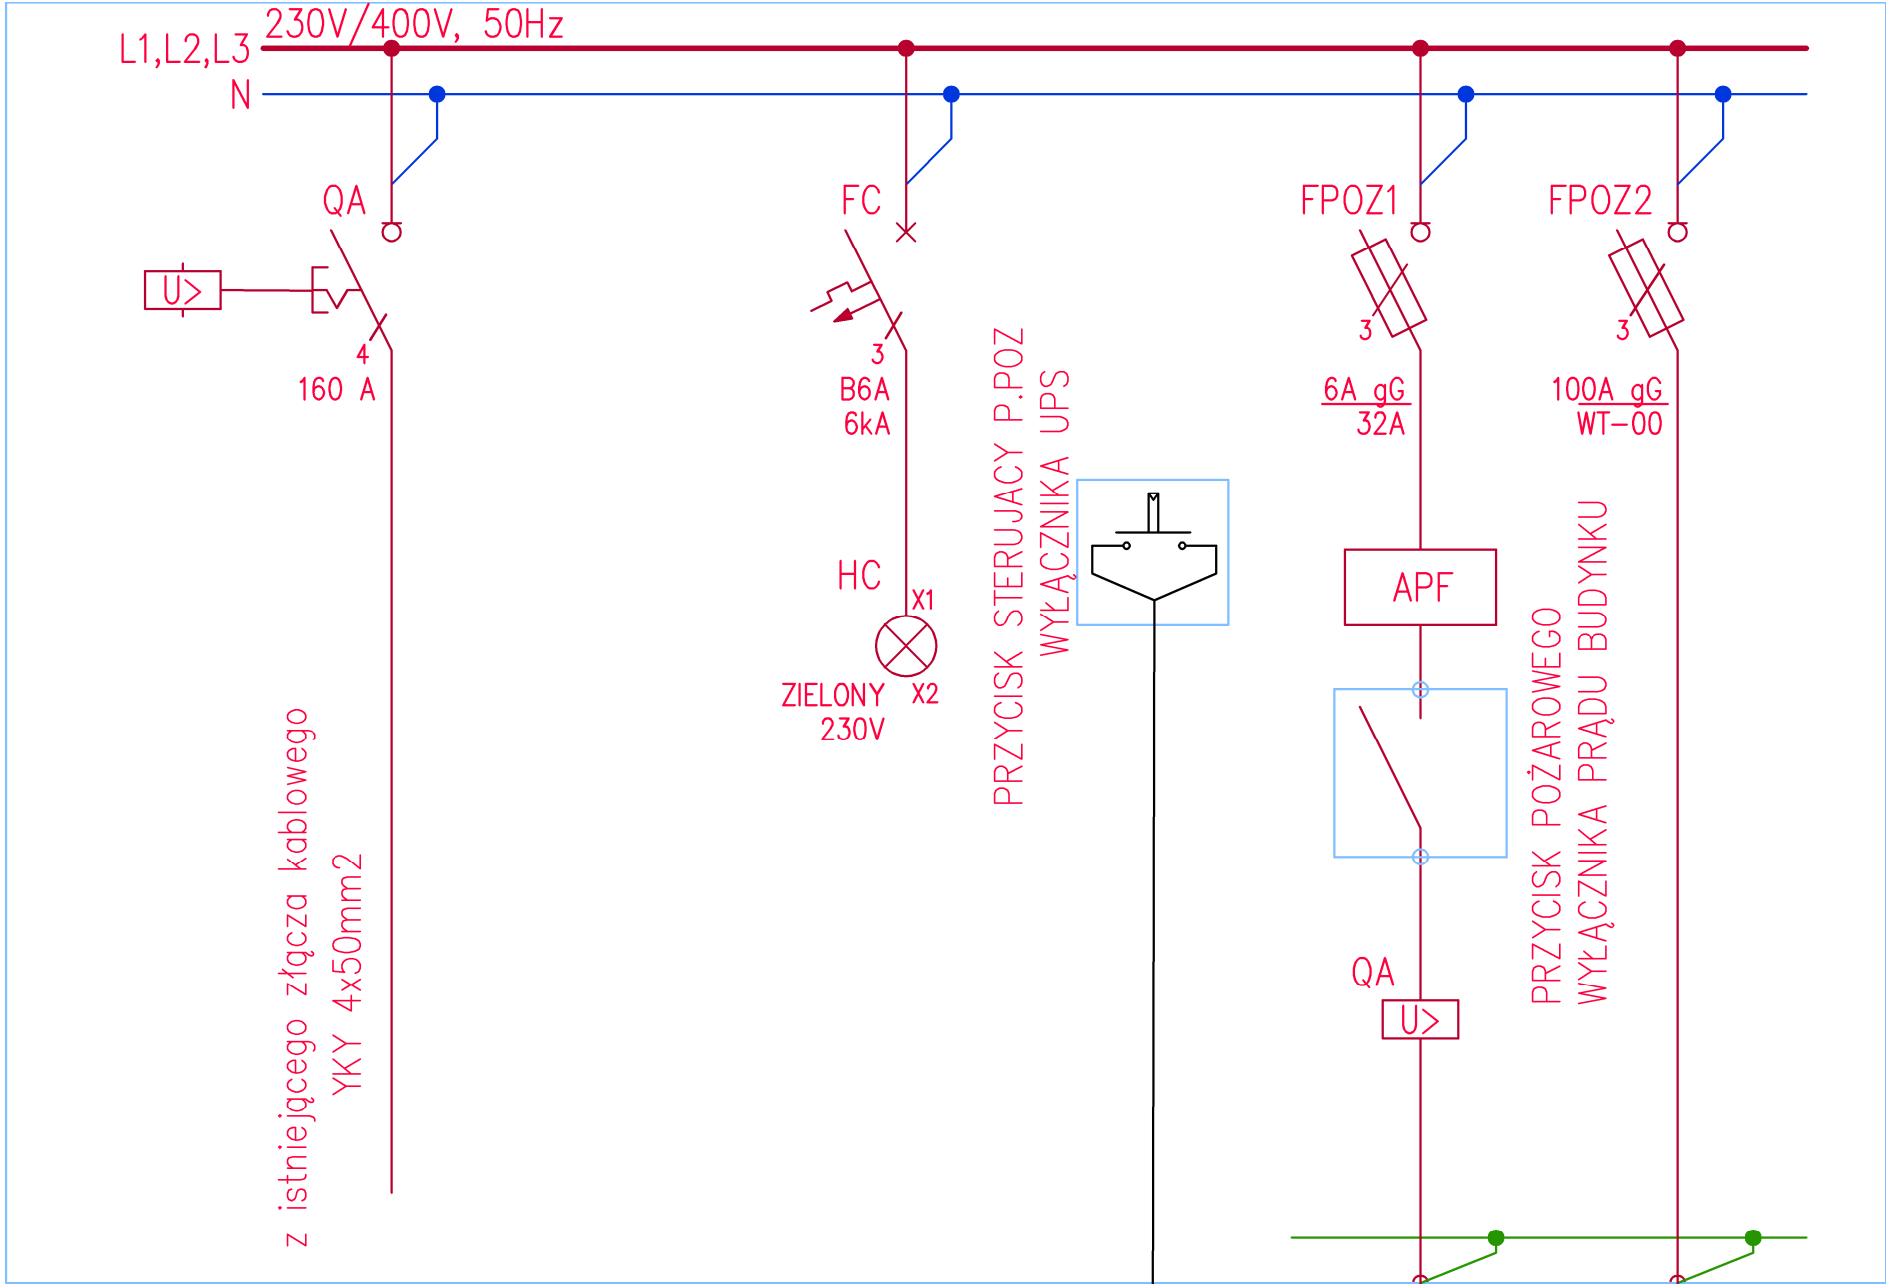 230V/400V, 50Hz
L1,L2,L3
N
QA
U>
4
160 A
z istniejącego złącza kablowego
YKY 4x50mm2
FC
3
B6A
6kA
HC
X1
ZIELONY
X2
230V
PRZYCISK STERUJACY P.POZ
WYŁĄCZNIKA UPS
FPOZ1
3
6A gG
32A
APF
QA
U>
PRZYCISK POŻAROWEGO
WYŁĄCZNIKA PRĄDU BUDYNKU
FPOZ2
3
100A gG
WT-00